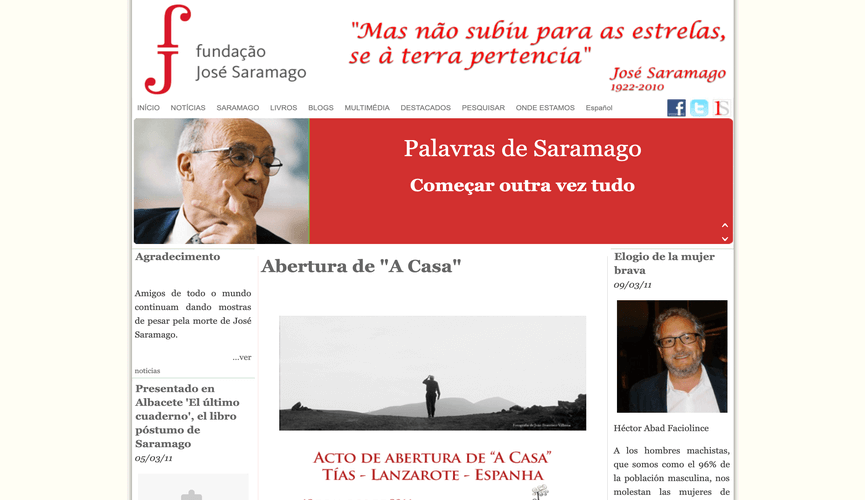 fundação
José Saramago
"Mas não subiu para as estrelas,
se à terra pertencia"
José Saramago
1922-2010
INÍCIO NOTÍCIAS SARAMAGO LIVROS BLOGS MULTIMÉDIA DESTACADOS PESQUISAR ONDE ESTAMOS Español
Palavras de Saramago
Começar outra vez tudo
Agradecimento
Amigos de todo o mundo
continuam dando mostras
de pesar pela morte de José
Saramago.
...ver
noticias
Presentado en
Albacete 'El último
cuaderno', el libro
póstumo de
Saramago
05/03/11
Abertura de "A Casa"
ACTO DE ABERTURA DE “A CASA”
TÍAS - LANZAROTE - ESPANHA
Elogio de la mujer
brava
09/03/11
Héctor Abad Faciolince
A los hombres machistas,
que somos como el 96% de
la población masculina, nos
molestan las mujeres de